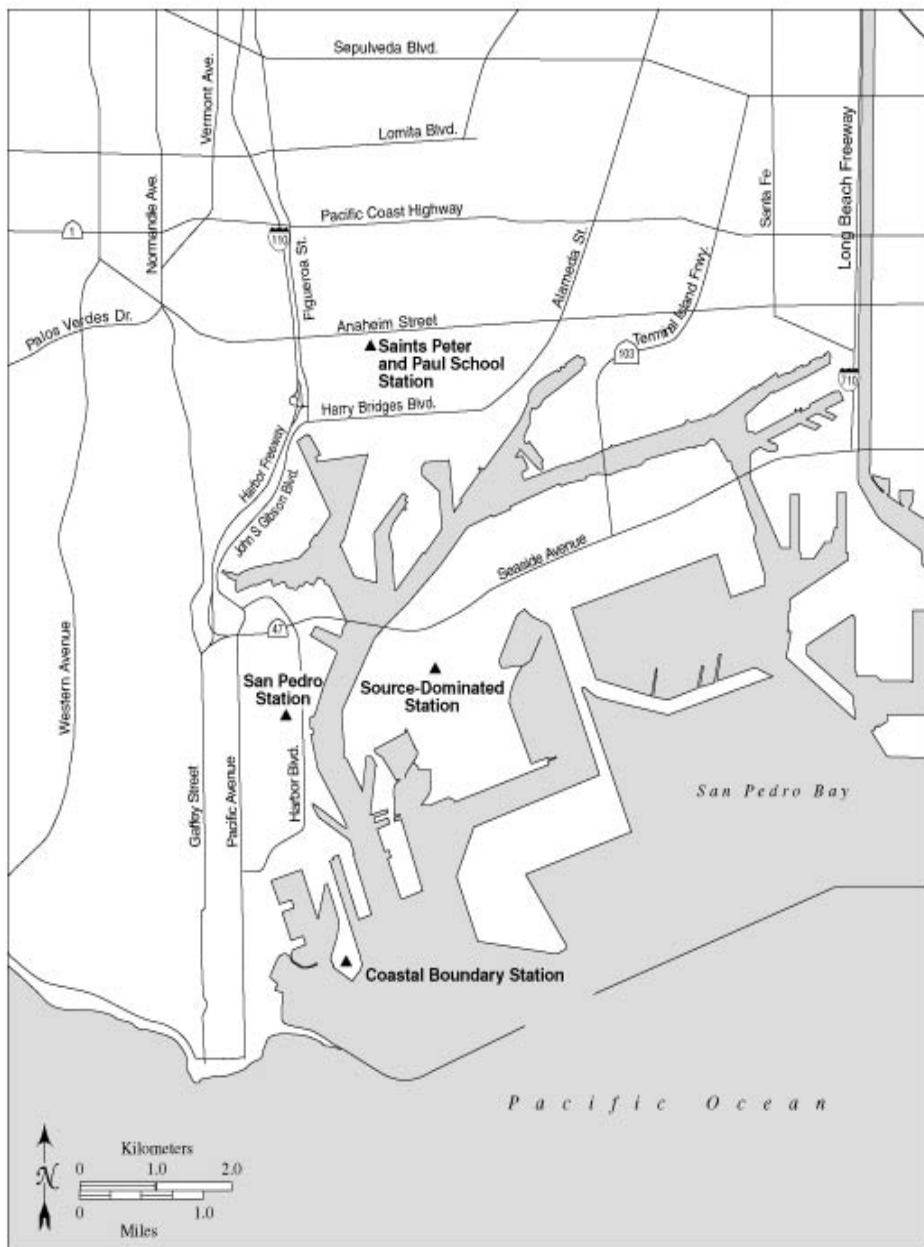 Sepulveda Blvd.
Vermont Ave.
Lomita Blvd.
Normandie Ave.
Pacific Coast Highway
1
110
Figueroa St.
Alameda St.
Santa Fe
Long Beach Freeway
Terminal Island Frwy.
Palos Verdes Dr.
Anaheim Street
103
Saints Peter
and Paul School
Station
710
Harry Bridges Blvd.
Harbor Freeway
John S Gibson Blvd.
Seaside Avenue
47
Western Avenue
San Pedro
Station
Source-Dominated
Station
Gaffey Street
Pacific Avenue
Harbor Blvd.
San Pedro Bay
Coastal Boundary Station
Pacific Ocean
N
Kilometers
0 1.0 2.0
0 1.0
Miles